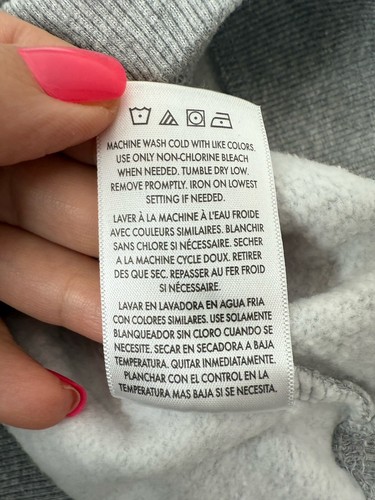 MACHINE WASH COLD WITH LIKE COLORS.
USE ONLY NON-CHLORINE BLEACH
WHEN NEEDED. TUMBLE DRY LOW.
REMOVE PROMPTLY. IRON ON LOWEST
SETTING IF NEEDED.
LAVER À LA MACHINE À L'EAU FROIDE
AVEC COULEURS SIMILAIRES. BLANCHIR
SANS CHLORE SI NÉCESSAIRE. SECHER
A LA MACHINE CYCLE DOUX. RETIRER
DES QUE SEC. REPASSER AU FER FROID
SI NÉCESSAIRE.
LAVAR EN LAVADORA EN AGUA FRIA
CON COLORES SIMILARES. USE SOLAMENTE
BLANQUEADOR SIN CLORO CUANDO SE
NECESITE. SECAR EN SECADORA A BAJA
TEMPERATURA. QUITAR INMEDIATAMENTE.
PLANCHAR CON EL CONTROL EN LA
TEMPERATURA MAS BAJA SI SE NECESITA.